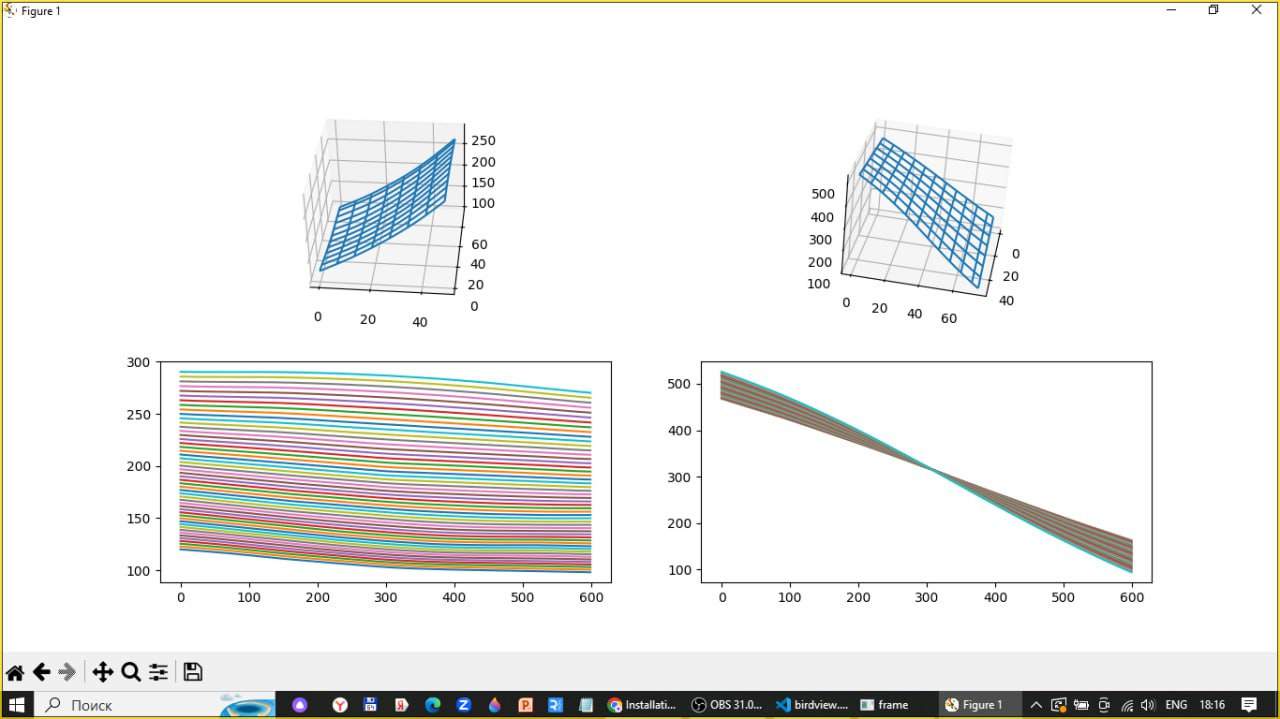 Figure 1
250
200
150
100
60
40
20
0
0 20 40
500
400
300
200
100
0 20 40 60
0
20
40
300
250
200
150
100
0 100 200 300 400 500 600
500
400
300
200
100
0 100 200 300 400 500 600
Поиск
Installati...
OBS 31.0...
birdview....
frame
Figure 1
ENG
18:16